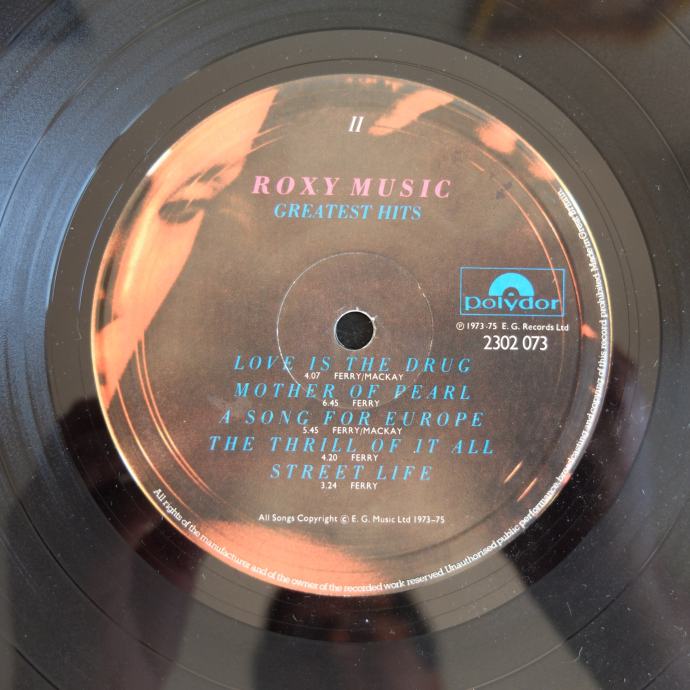 II
ROXY MUSIC
GREATEST HITS
polydor
Ⓟ 1973-75 E. G. Records Ltd
2302 073
LOVE IS THE DRUG
4.07 FERRY/MACKAY
MOTHER OF PEARL
6.45 FERRY
A SONG FOR EUROPE
5.45 FERRY/MACKAY
THE THRILL OF IT ALL
4.20 FERRY
STREET LIFE
3.24 FERRY
All Songs Copyright © E. G. Music Ltd 1973-75
All rights of the manufacturer and of the owner of the recorded work reserved. Unauthorised public performance, broadcasting and copying of this record prohibited. Made in Great Britain